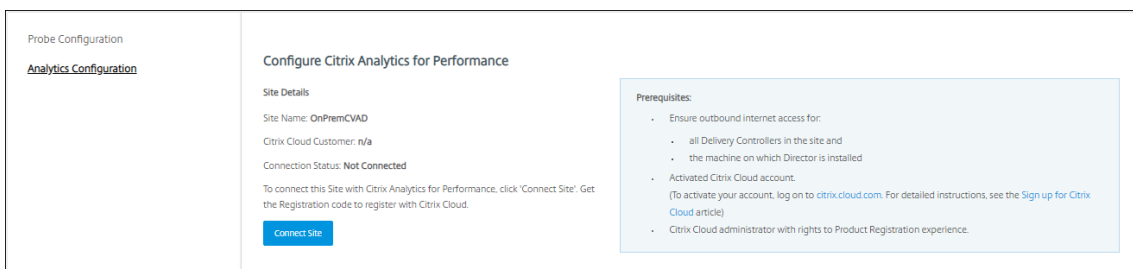 Probe Configuration
Analytics Configuration
Configure Citrix Analytics for Performance
Site Details
Site Name: OnPremCVAD
Citrix Cloud Customer: n/a
Connection Status: Not Connected
To connect this Site with Citrix Analytics for Performance, click 'Connect Site'. Get
the Registration code to register with Citrix Cloud.
Connect Site
Prerequisites:
• Ensure outbound internet access for:
• all Delivery Controllers in the site and
• the machine on which Director is installed
• Activated Citrix Cloud account.
(To activate your account, log on to citrix.cloud.com. For detailed instructions, see the Sign up for Citrix
Cloud article)
• Citrix Cloud administrator with rights to Product Registration experience.